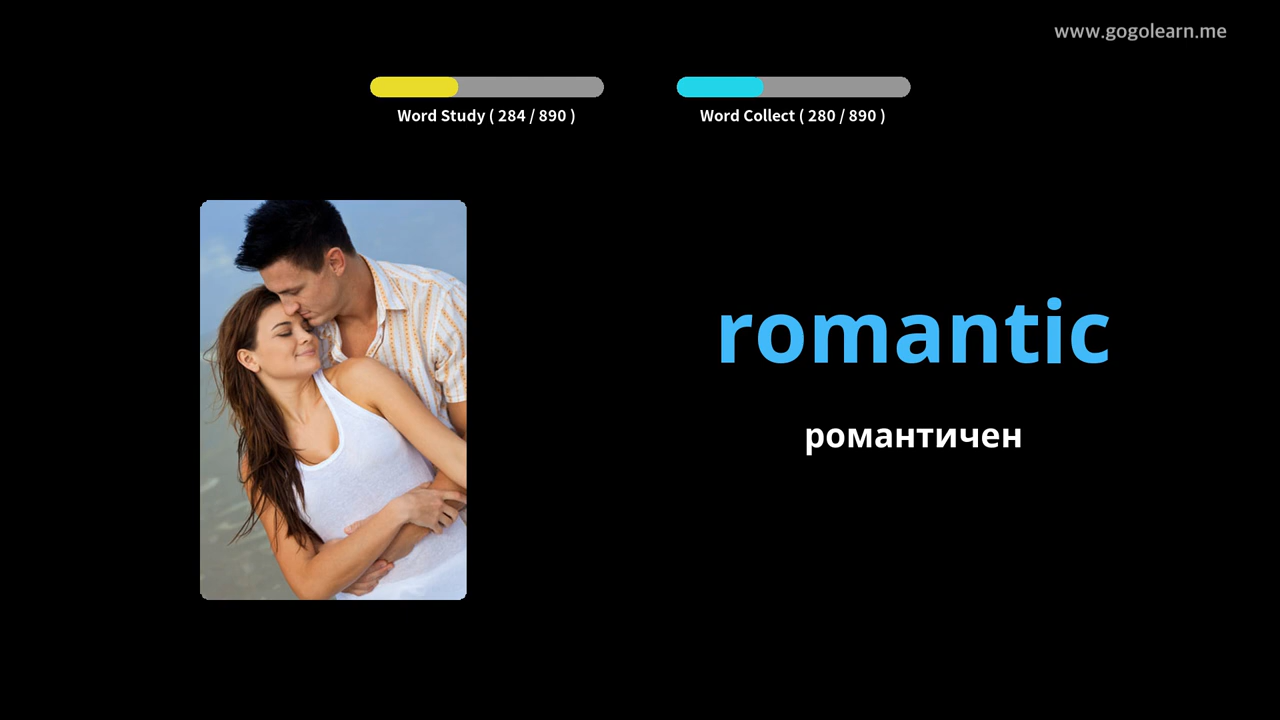 www.gogolearn.me
Word Study ( 284 / 890 )
Word Collect ( 280 / 890 )
romantic
романтичен